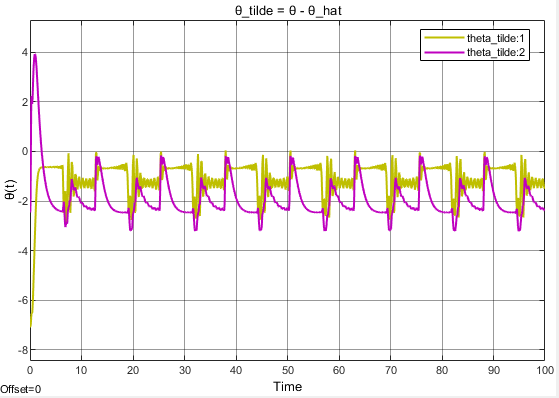 θ_tilde = θ - θ_hat
theta_tilde:1
theta_tilde:2
4
2
0
-2
-4
-6
-8
θ(t)
0 10 20 30 40 50 60 70 80 90 100
Time
Offset=0